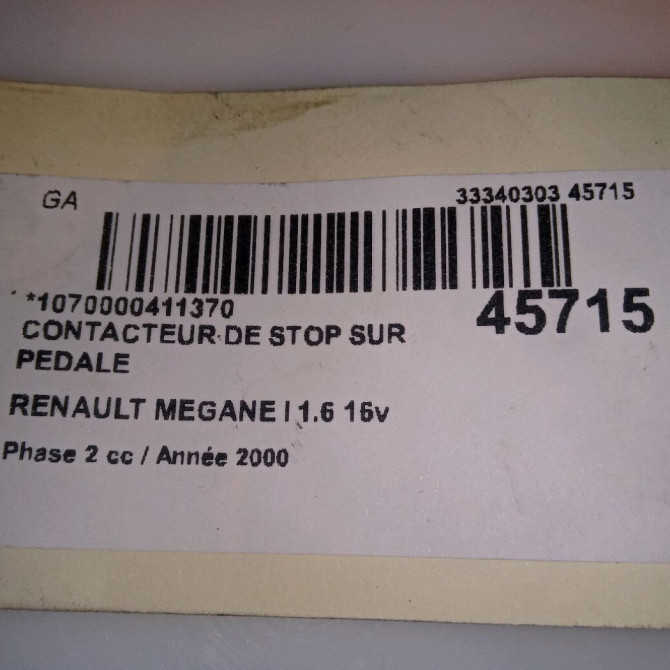 GA
33340303 45715
*1070000411370
45715
CONTACTEUR DE STOP SUR
PEDALE
RENAULT MEGANE I 1.6 16v
Phase 2 cc / Année 2000